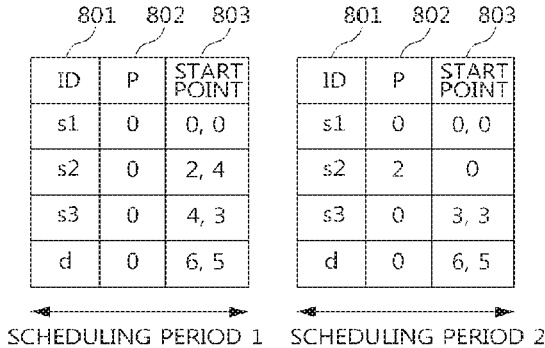 801 802 803
ID P START POINT
s1 0 0, 0
s2 0 2, 4
s3 0 4, 3
d 0 6, 5
SCHEDULING PERIOD 1
801 802 803
ID P START POINT
s1 0 0, 0
s2 2 0
s3 0 3, 3
d 0 6, 5
SCHEDULING PERIOD 2